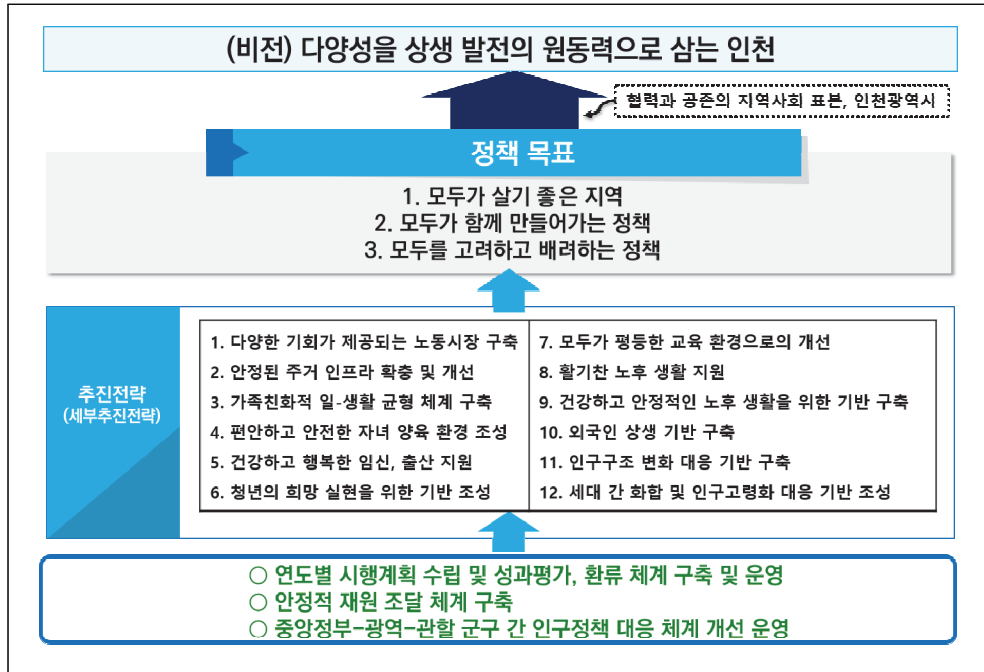 (비전) 다양성을 상생 발전의 원동력으로 삼는 인천
협력과 공존의 지역사회 표본, 인천광역시
정책 목표
1. 모두가 살기 좋은 지역
2. 모두가 함께 만들어가는 정책
3. 모두를 고려하고 배려하는 정책
추진전략
(세부추진전략)
1. 다양한 기회가 제공되는 노동시장 구축
2. 안정된 주거 인프라 확충 및 개선
3. 가족친화적 일-생활 균형 체계 구축
4. 편안하고 안전한 자녀 양육 환경 조성
5. 건강하고 행복한 임신, 출산 지원
6. 청년의 희망 실현을 위한 기반 조성
7. 모두가 평등한 교육 환경으로의 개선
8. 활기찬 노후 생활 지원
9. 건강하고 안정적인 노후 생활을 위한 기반 구축
10. 외국인 상생 기반 구축
11. 인구구조 변화 대응 기반 구축
12. 세대 간 화합 및 인구고령화 대응 기반 조성
○ 연도별 시행계획 수립 및 성과평가, 환류 체계 구축 및 운영
○ 안정적 재원 조달 체계 구축
○ 중앙정부-광역-관할 군구 간 인구정책 대응 체계 개선 운영